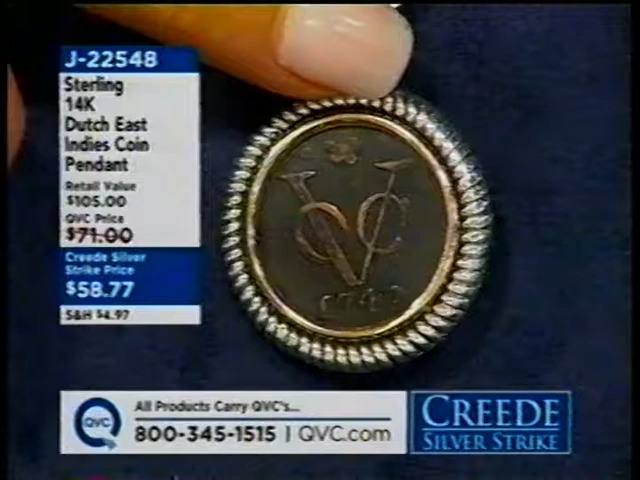 J-22548
Sterling
14K
Dutch East
Indies Coin
Pendant
Retail Value
$105.00
QVC Price
$71.00
Creede Silver
Strike Price
$58.77
S&H $4.97
VOC
QVC
All Products Carry QVC's...
800-345-1515 | QVC.com
CREEDE
SILVER STRIKE